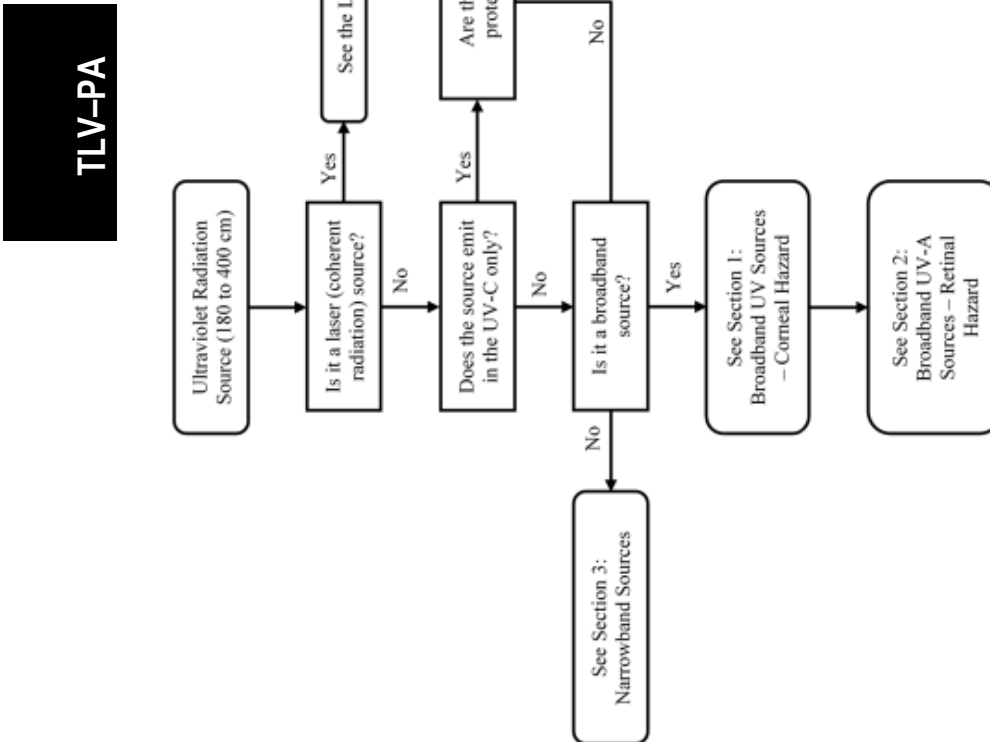 TLV–PA
Ultraviolet Radiation
Source (180 to 400 cm)
Is it a laser (coherent
radiation) source?
Yes
See the L
No
Does the source emit
in the UV-C only?
Yes
Are th
prote
No
No
Is it a broadband
source?
No
See Section 3:
Narrowband Sources
Yes
See Section 1:
Broadband UV Sources
– Corneal Hazard
See Section 2:
Broadband UV-A
Sources – Retinal
Hazard